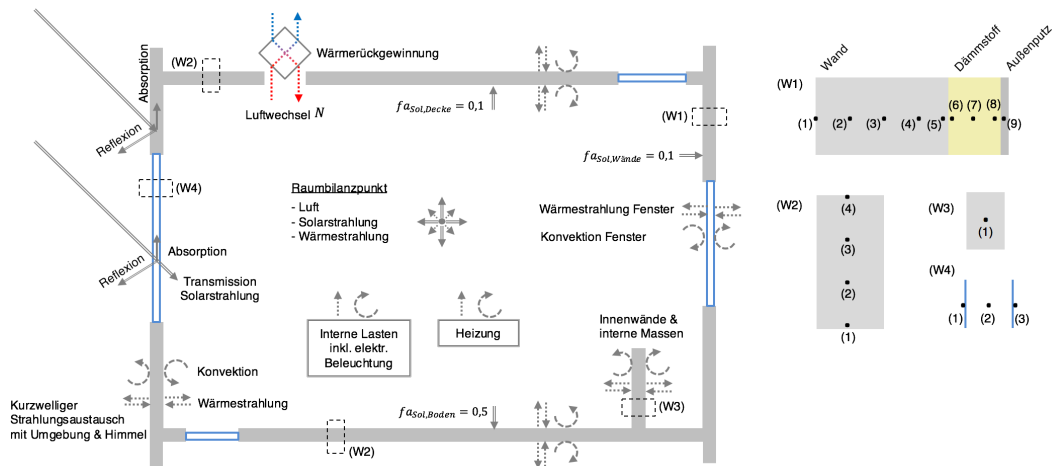 Absorption
(W2)
Wärmerückgewinnung
Luftwechsel N
fa_Sol,Decke = 0,1
(W1)
fa_Sol,Wände = 0,1
Reflexion
(W4)
Raumbilanzpunkt
- Luft
- Solarstrahlung
- Wärmestrahlung
Wärmestrahlung Fenster
Konvektion Fenster
Absorption
Reflexion
Transmission
Solarstrahlung
Interne Lasten
inkl. elektr.
Beleuchtung
Heizung
Innenwände &
interne Massen
Konvektion
Wärmestrahlung
Kurzwelliger
Strahlungsaustausch
mit Umgebung & Himmel
fa_Sol,Boden = 0,5
(W3)
(W2)
Wand
Dämmstoff
Außenputz
(W1)
(1) (2) (3) (4) (5) (6) (7) (8) (9)
(W2)
(4)
(3)
(2)
(1)
(W3)
(1)
(W4)
(1) (2) (3)